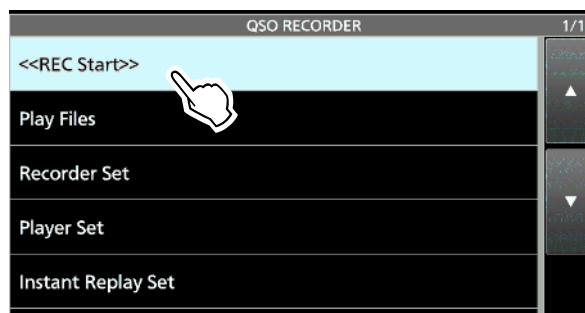 QSO RECORDER 1/1
<<REC Start>>
Play Files
Recorder Set
Player Set
Instant Replay Set